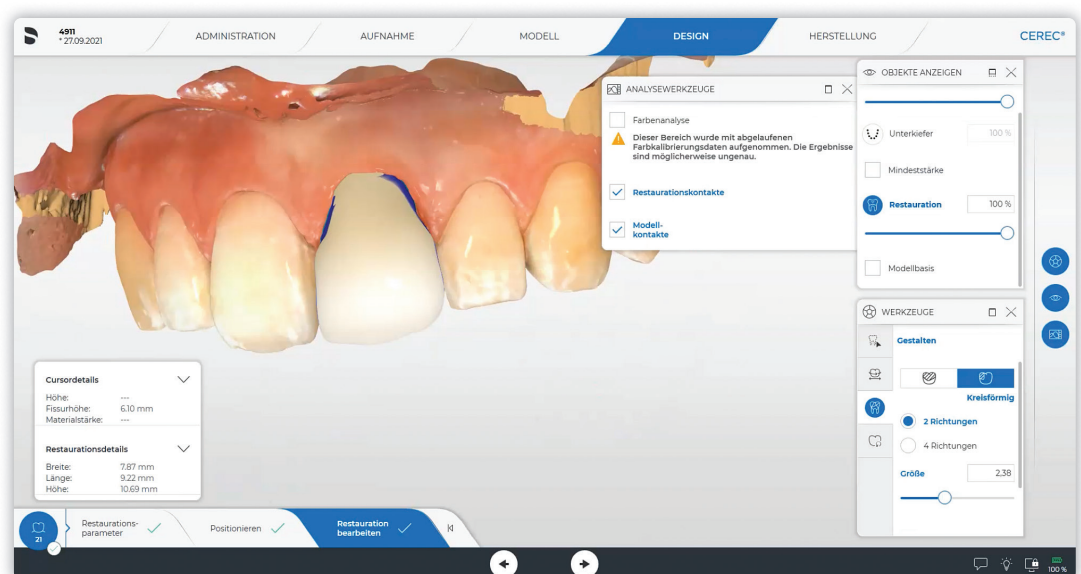 4911
* 27.09.2021
ADMINISTRATION
AUFNAHME
MODELL
DESIGN
HERSTELLUNG
CEREC®
ANALYSEWERKZEUGE
Farbenanalyse
Dieser Bereich wurde mit abgelaufenen
Farbkalibrierungsdaten aufgenommen. Die Ergebnisse
sind möglicherweise ungenau.
Restaurationskontakte
Modell-
kontakte
OBJEKTE ANZEIGEN
Unterkiefer 100 %
Mindeststärke
Restauration 100 %
Modellbasis
WERKZEUGE
Gestalten
Kreisförmig
2 Richtungen
4 Richtungen
Größe 2,38
Cursordetails
Höhe: ---
Fissurhöhe: 6.10 mm
Materialstärke: ---
Restaurationsdetails
Breite: 7.87 mm
Länge: 9.22 mm
Höhe: 10.69 mm
21
Restaurations-
parameter
Positionieren
Restauration
bearbeiten
100 %